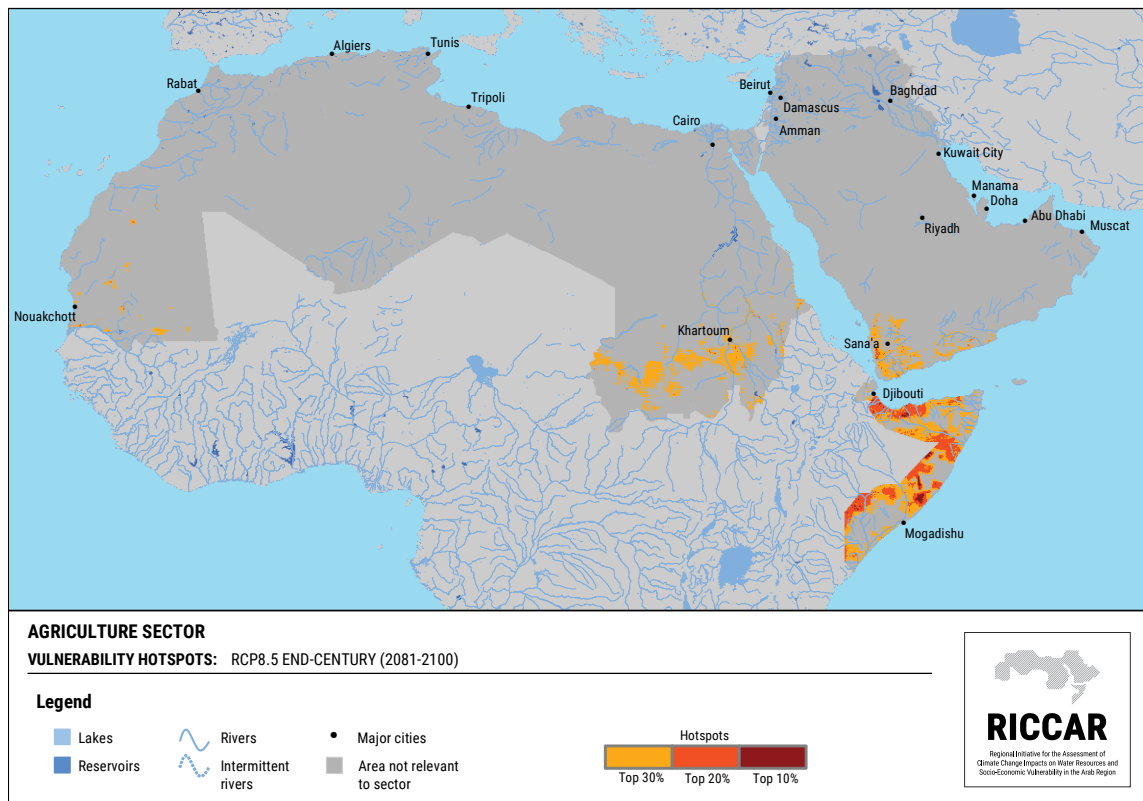 Algiers
Tunis
Rabat
Tripoli
Beirut
Damascus
Baghdad
Cairo
Amman
Kuwait City
Manama
Doha
Abu Dhabi
Riyadh
Muscat
Nouakchott
Khartoum
Sana'a
Djibouti
Mogadishu
AGRICULTURE SECTOR
VULNERABILITY HOTSPOTS: RCP8.5 END-CENTURY (2081-2100)
Legend
Lakes
Reservoirs
Rivers
Intermittent
rivers
Major cities
Area not relevant
to sector
Hotspots
Top 30% Top 20% Top 10%
RICCAR
Regional Initiative for the Assessment of
Climate Change Impacts on Water Resources and
Socio-Economic Vulnerability in the Arab Region